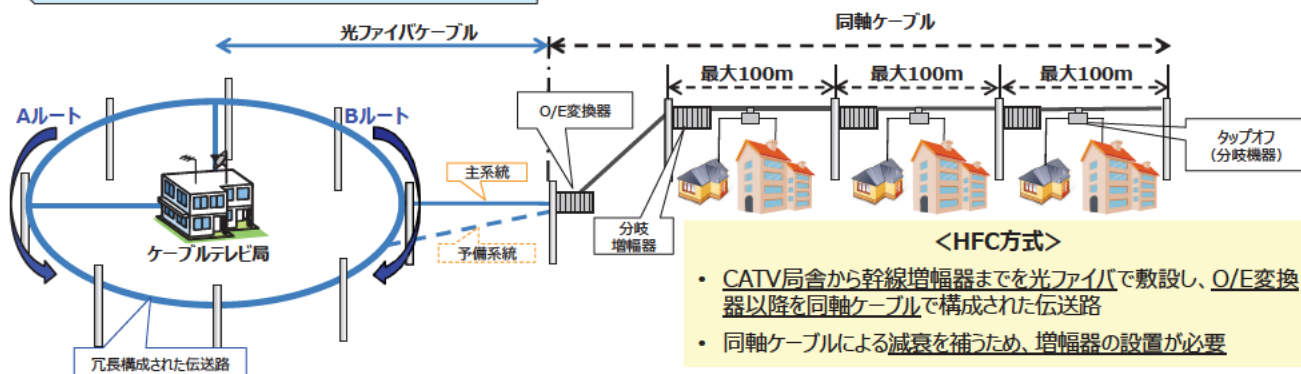 光ファイバケーブル
同軸ケーブル
最大100m
最大100m
最大100m
Aルート
Bルート
O/E変換器
タップオフ
(分岐機器)
主系統
分岐
増幅器
予備系統
ケーブルテレビ局
冗長構成された伝送路
<HFC方式>
• CATV局舎から幹線増幅器までを光ファイバで敷設し、O/E変換
器以降を同軸ケーブルで構成された伝送路
• 同軸ケーブルによる減衰を補うため、増幅器の設置が必要